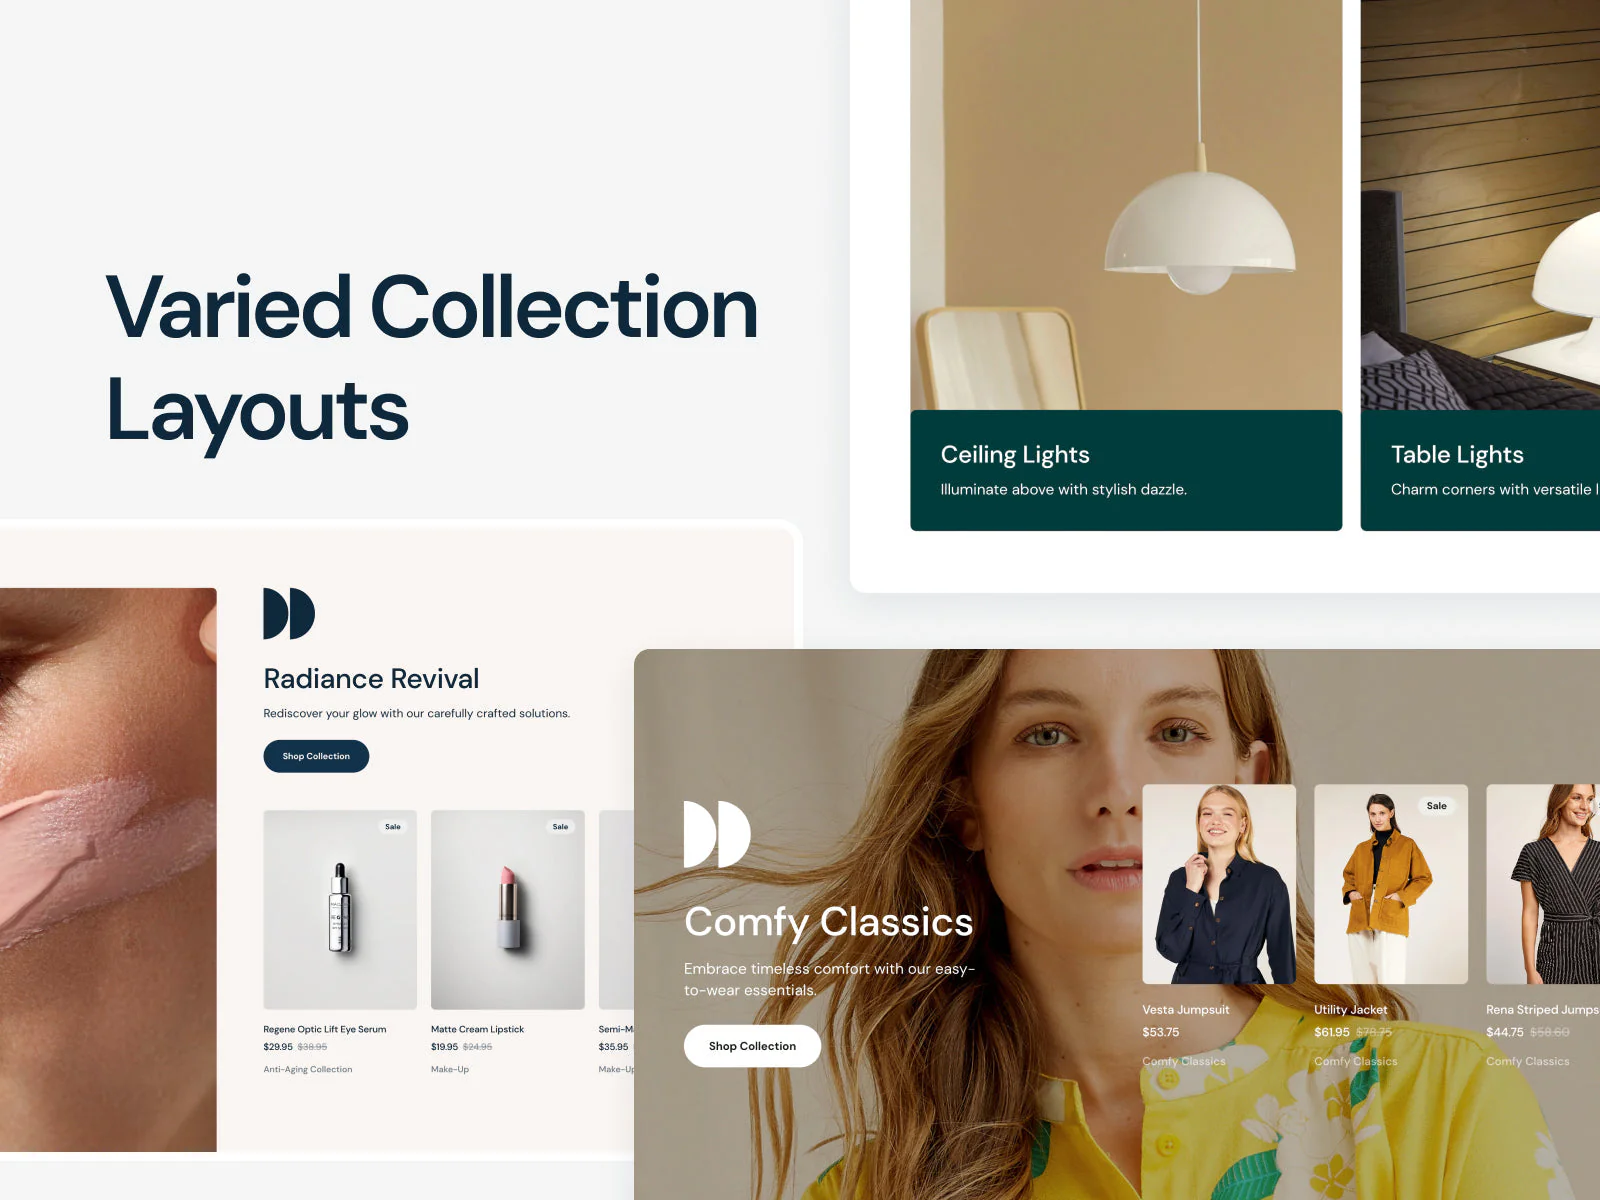 Varied Collection
Layouts
Ceiling Lights
Illuminate above with stylish dazzle.
Table Lights
Charm corners with versatile
Radiance Revival
Rediscover your glow with our carefully crafted solutions.
Shop Collection
Sale
Sale
Regene Optic Lift Eye Serum
$29.95 $38.95
Anti-Aging Collection
Matte Cream Lipstick
$19.95 $24.95
Make-Up
$35.95
Comfy Classics
Embrace timeless comfort with our easy-
to-wear essentials.
Shop Collection
Sale
Vesta Jumpsuit
$53.75
Comfy Classics
Utility Jacket
$61.95 $78.75
Comfy Classics
Rena Striped Jumps
$44.75 $58.60
Comfy Classics